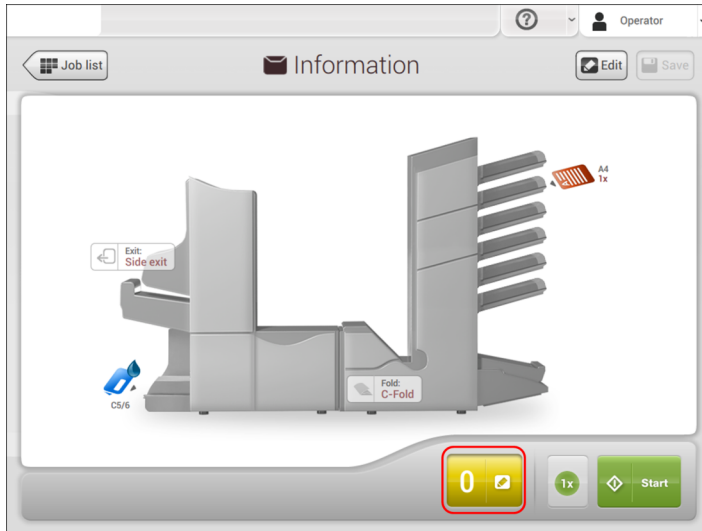 Operator
Job list
Information
Edit
Save
A4
1x
Exit:
Side exit
C5/6
Fold:
C-Fold
0
1x
Start